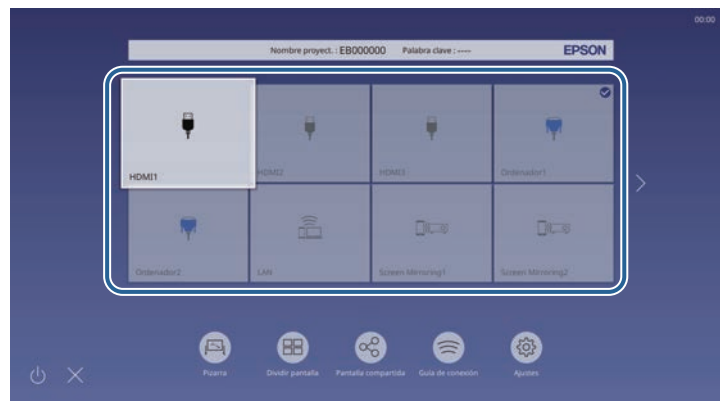 00:00
Nombre proyect. : EB000000 Palabra clave : ---- EPSON
HDMI1 HDMI2 HDMI3 Ordenador1
Ordenador2 LAN Screen Mirroring1 Screen Mirroring2
Pizarra Dividir pantalla Pantalla compartida Guía de conexión Ajustes